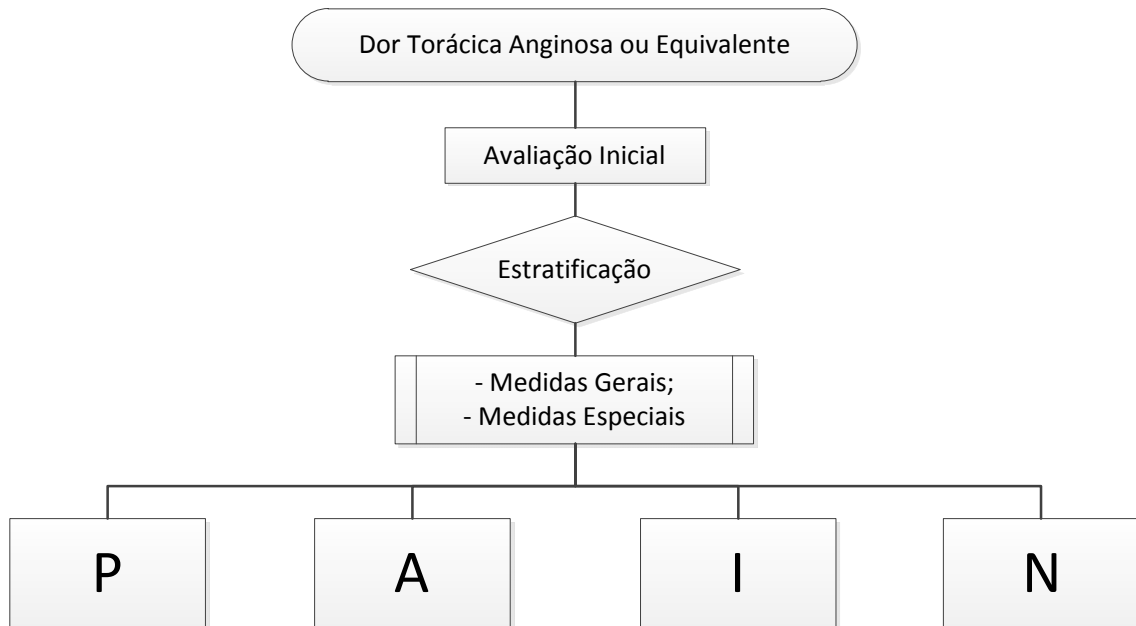 Dor Torácica Anginosa ou Equivalente
Avaliação Inicial
Estratificação
- Medidas Gerais;
- Medidas Especiais
P
A
I
N